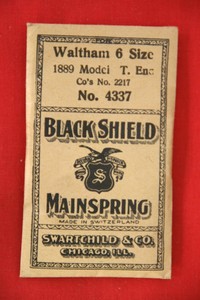 Waltham 6 Size
1889 Model T. End
Co's No. 2217
No. 4337
BLACK SHIELD
S
MAINSPRING
MADE IN SWITZERLAND
SWARTCHILD & CO.
CHICAGO, ILL.